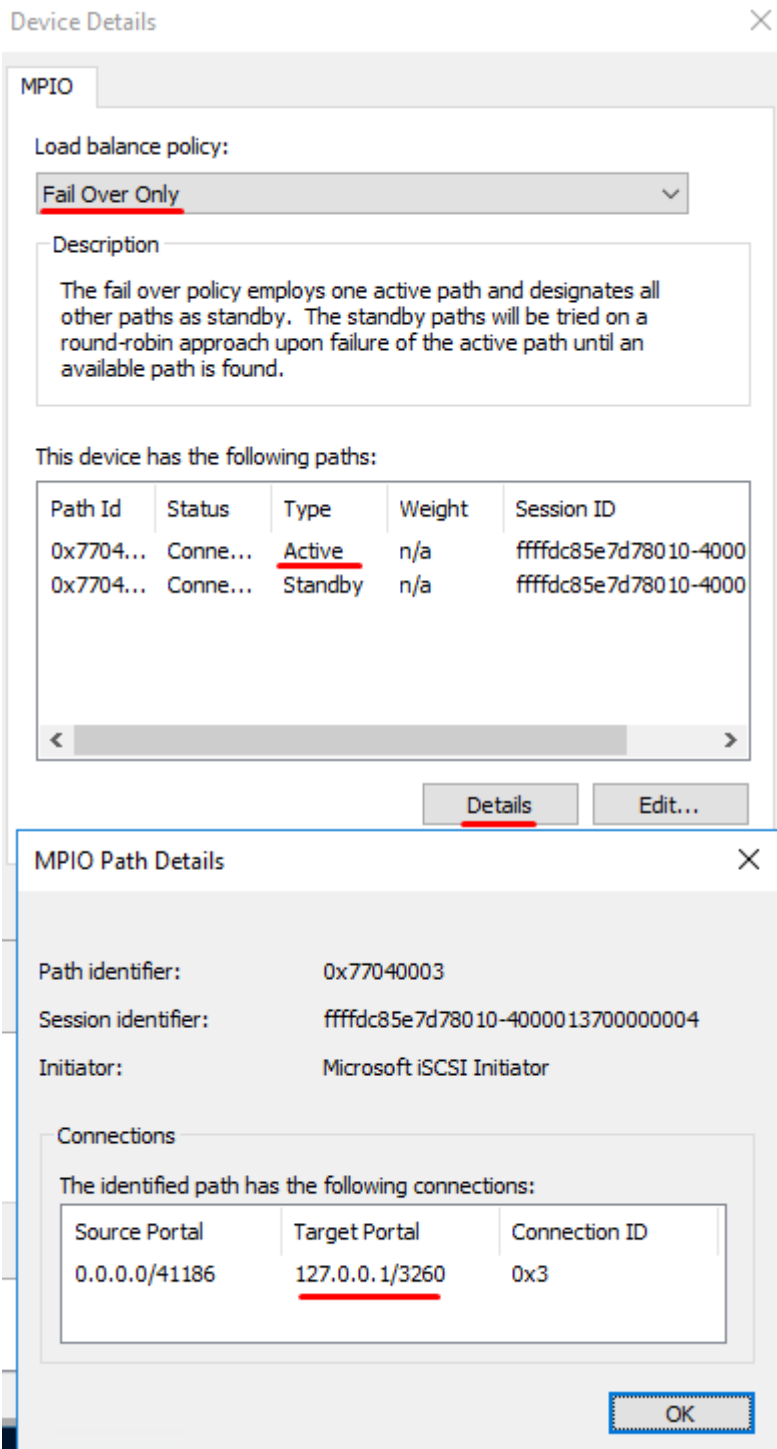 Device Details
MPIO
Load balance policy:
Fail Over Only
Description
The fail over policy employs one active path and designates all
other paths as standby.  The standby paths will be tried on a
round-robin approach upon failure of the active path until an
available path is found.
This device has the following paths:
Path Id Status Type Weight Session ID
0x7704... Conne... Active n/a ffffdc85e7d78010-4000
0x7704... Conne... Standby n/a ffffdc85e7d78010-4000
Details Edit...
MPIO Path Details
Path identifier: 0x77040003
Session identifier: ffffdc85e7d78010-4000013700000004
Initiator: Microsoft iSCSI Initiator
Connections
The identified path has the following connections:
Source Portal Target Portal Connection ID
0.0.0.0/41186 127.0.0.1/3260 0x3
OK